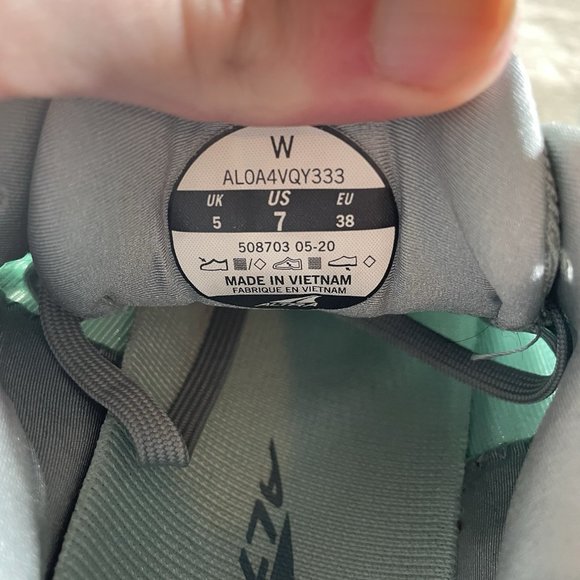 W
AL0A4VQY333
UK US EU
5 7 38
508703 05-20
MADE IN VIETNAM
FABRIQUE EN VIETNAM